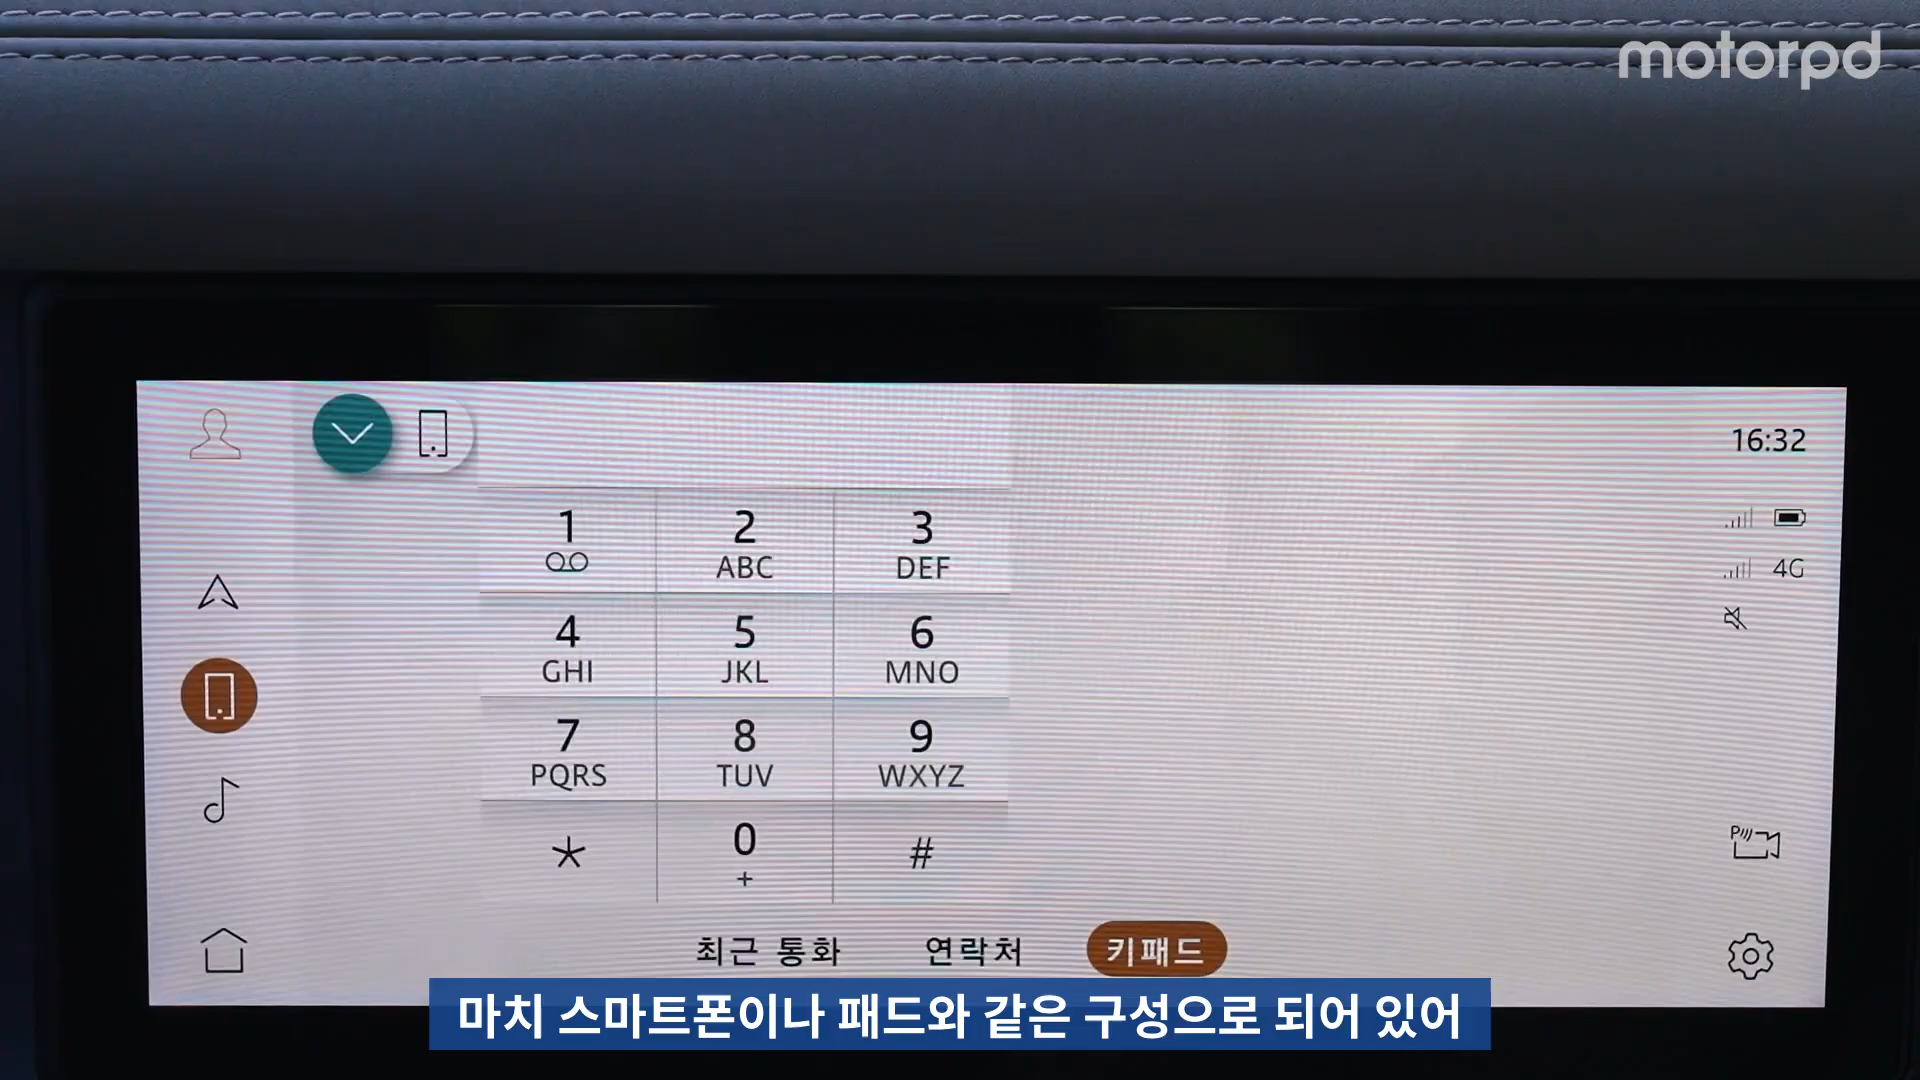 motorpd
16:32
1
2
ABC
3
DEF
4G
4
GHI
5
JKL
6
MNO
7
PQRS
8
TUV
9
WXYZ
*
0
+
#
P
최근 통화
연락처
키패드
마치 스마트폰이나 패드와 같은 구성으로 되어 있어